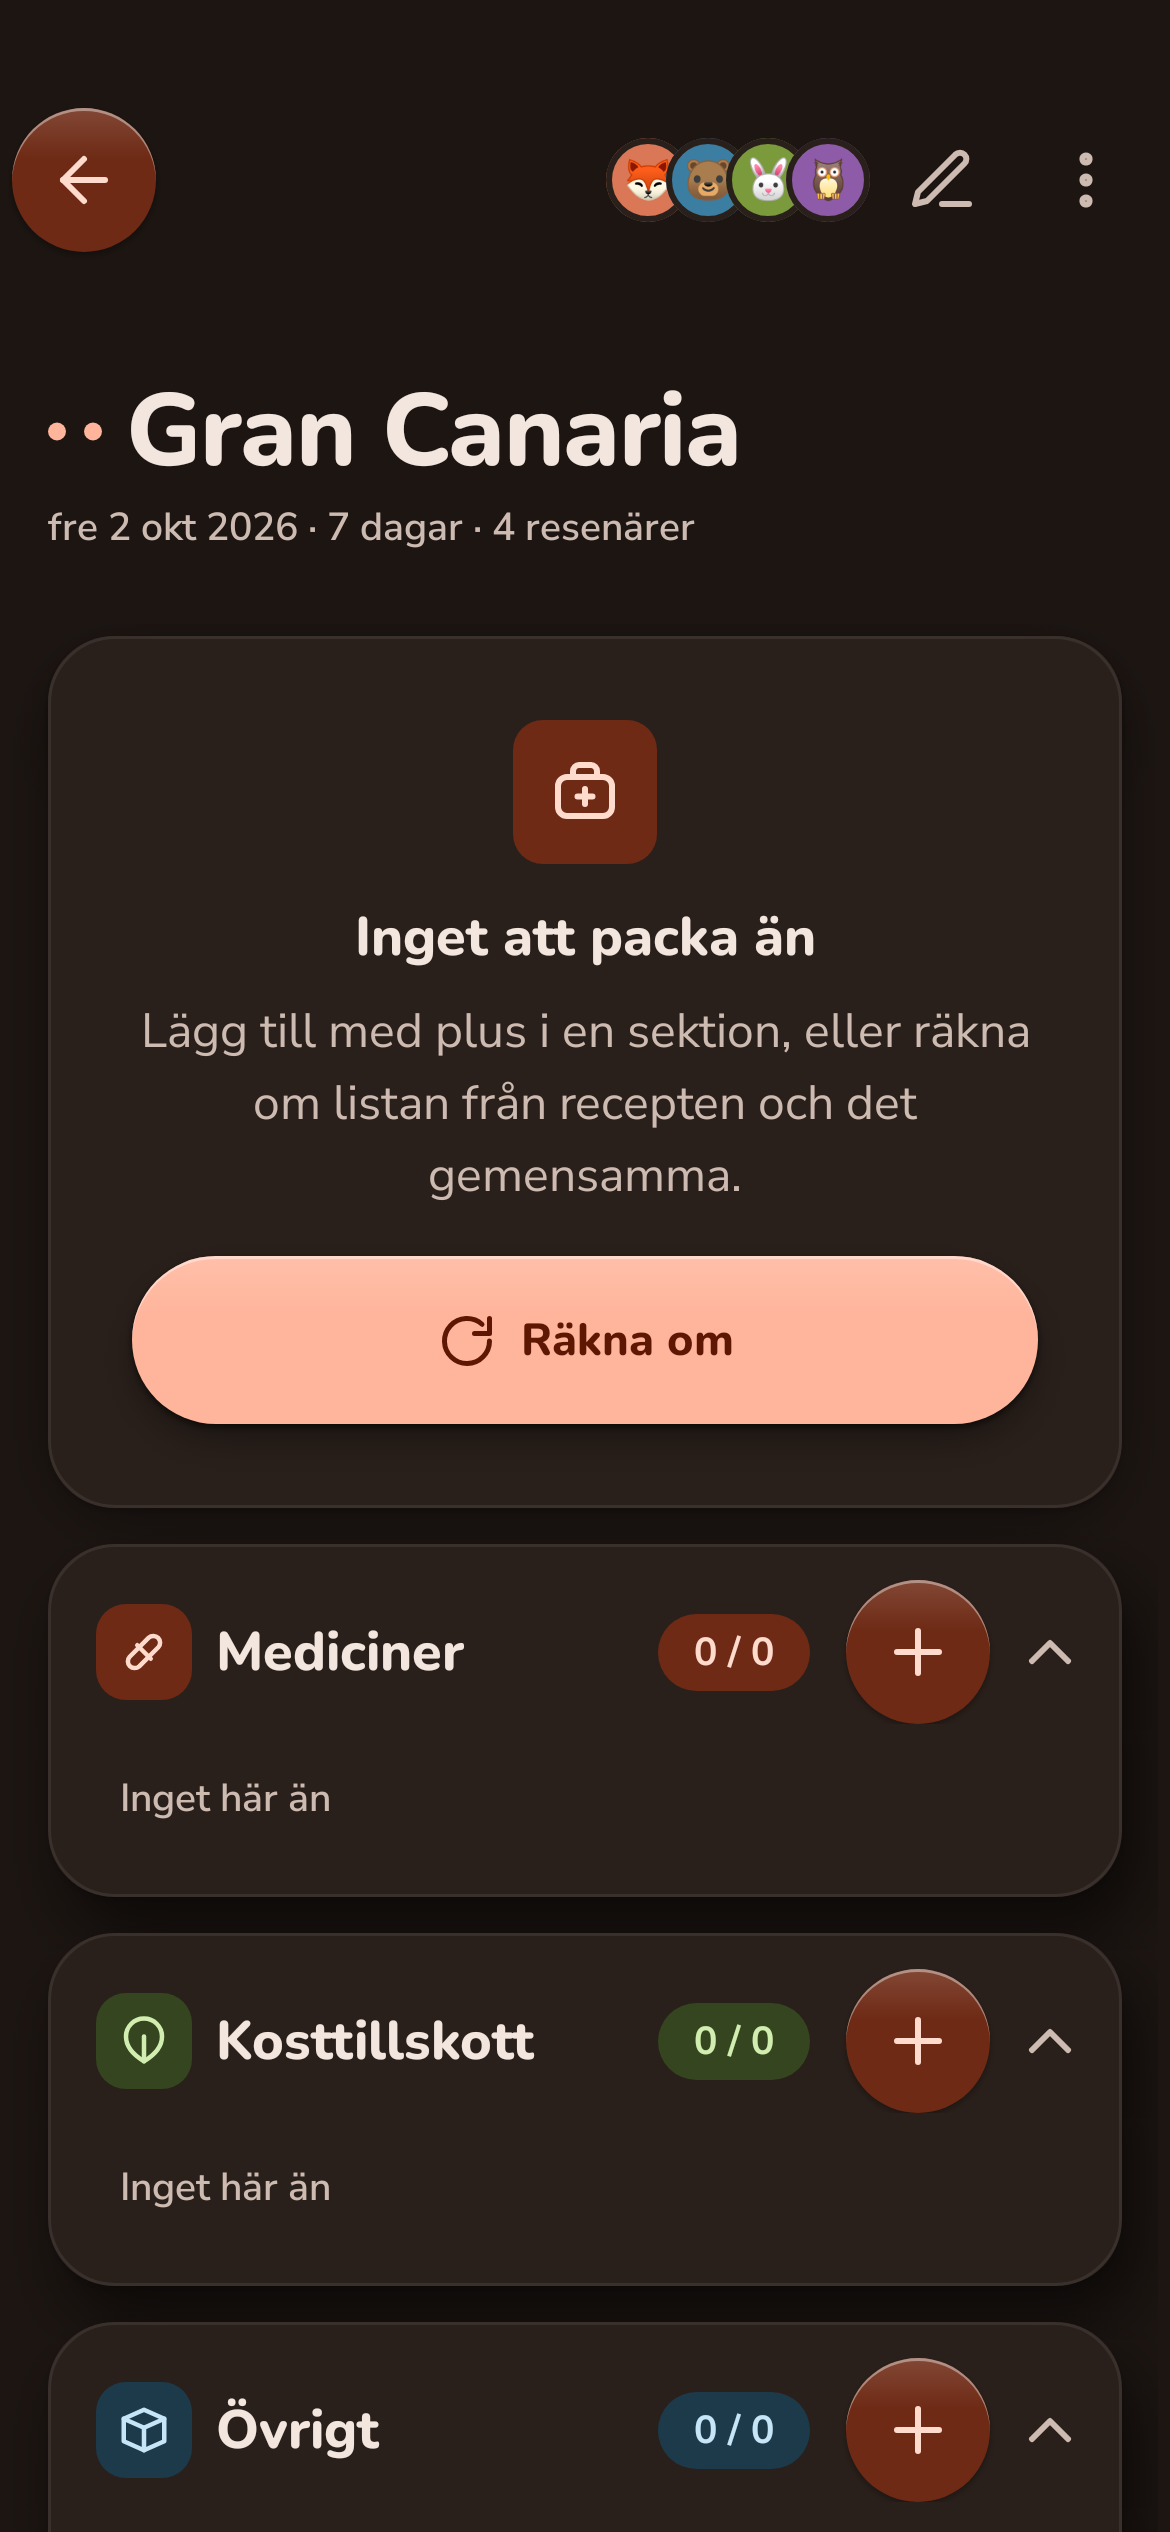 Gran Canaria
fre 2 okt 2026 · 7 dagar · 4 resenärer
Inget att packa än
Lägg till med plus i en sektion, eller räkna
om listan från recepten och det
gemensamma.
Räkna om
Mediciner 0 / 0
Inget här än
Kosttillskott 0 / 0
Inget här än
Övrigt 0 / 0